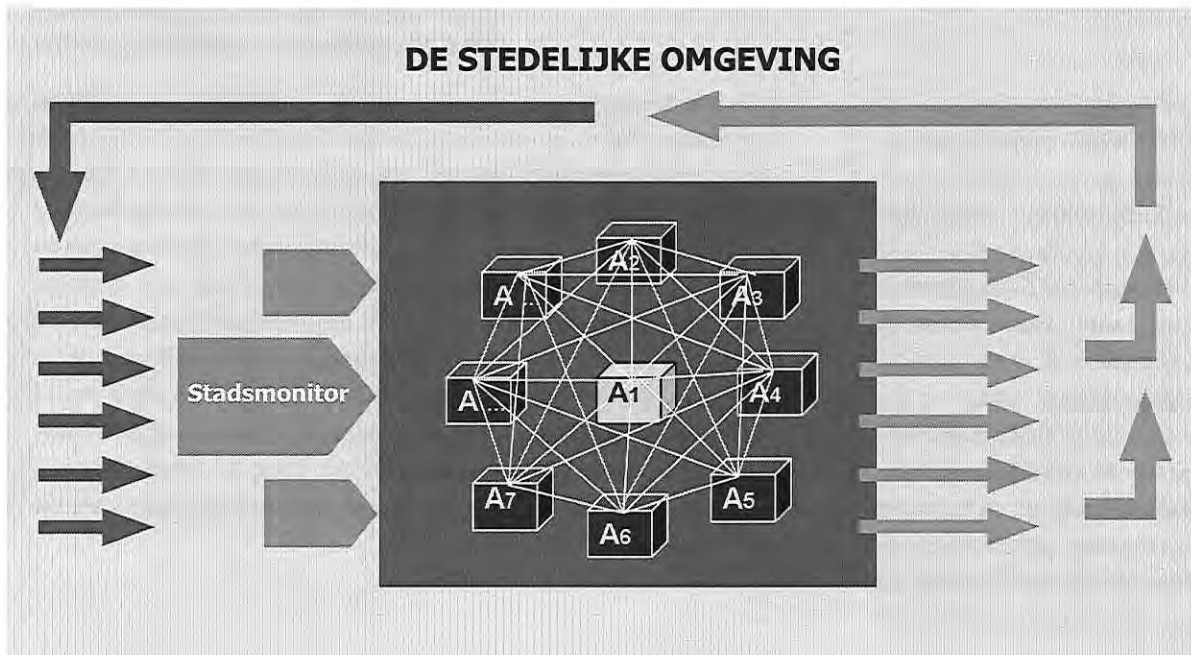 DE STEDELIJKE OMGEVING
A2
A ...
A3
Stadsmonitor
A ...
A1
A4
A7
A6
A5